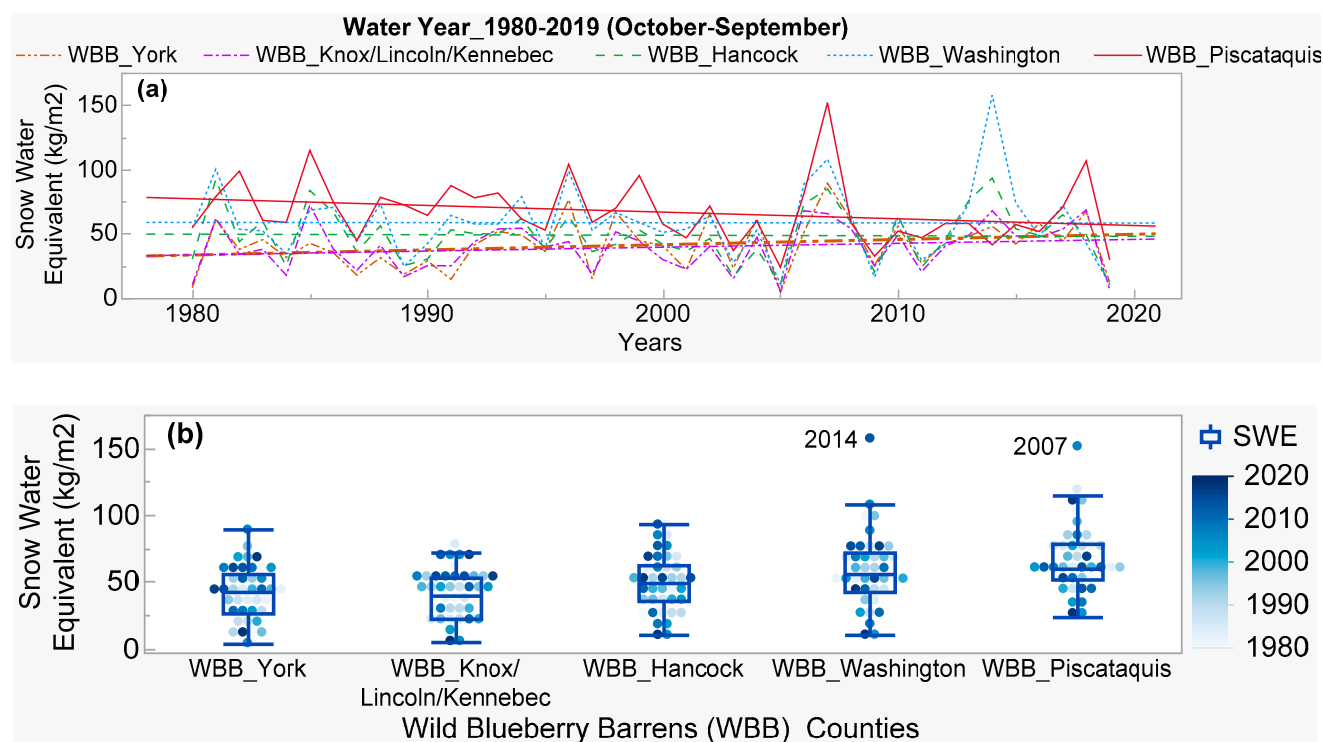 Water Year_1980-2019 (October-September)
WBB_York WBB_Knox/Lincoln/Kennebec WBB_Hancock WBB_Washington WBB_Piscataquis
(a)
Snow Water
Equivalent (kg/m2)
150
100
50
0
1980 1990 2000 2010 2020
Years
(b)
Snow Water
Equivalent (kg/m2)
150
100
50
0
2014
2007
SWE
2020
2010
2000
1990
1980
WBB_York WBB_Knox/ WBB_Hancock WBB_Washington WBB_Piscataquis
Lincoln/Kennebec
Wild Blueberry Barrens (WBB) Counties